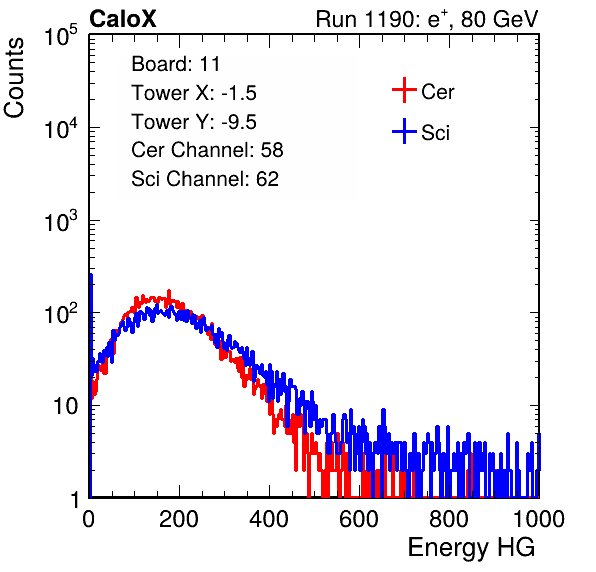 CaloX Run 1190: e⁺, 80 GeV
Counts
Board: 11
Tower X: -1.5
Tower Y: -9.5
Cer Channel: 58
Sci Channel: 62
Cer
Sci
10⁵
10⁴
10³
10²
10
1
0 200 400 600 800 1000
Energy HG